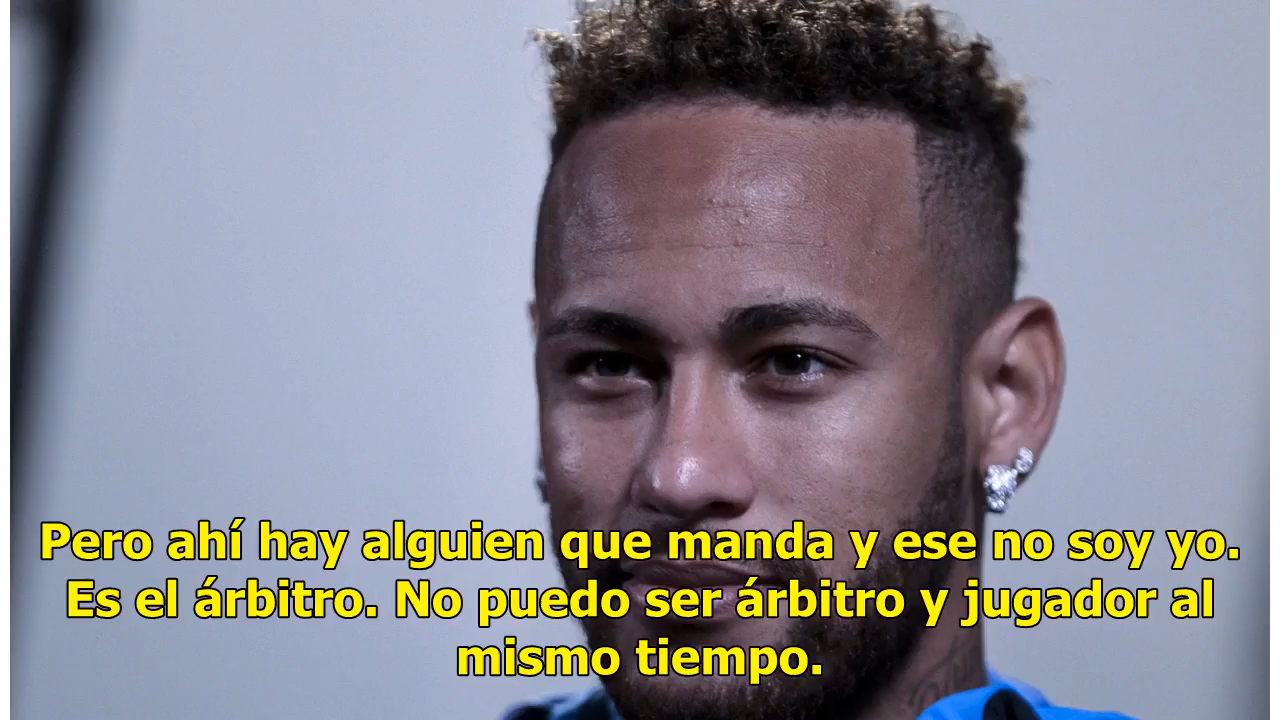 Pero ahí hay alguien que manda y ese no soy yo.
Es el árbitro. No puedo ser árbitro y jugador al
mismo tiempo.